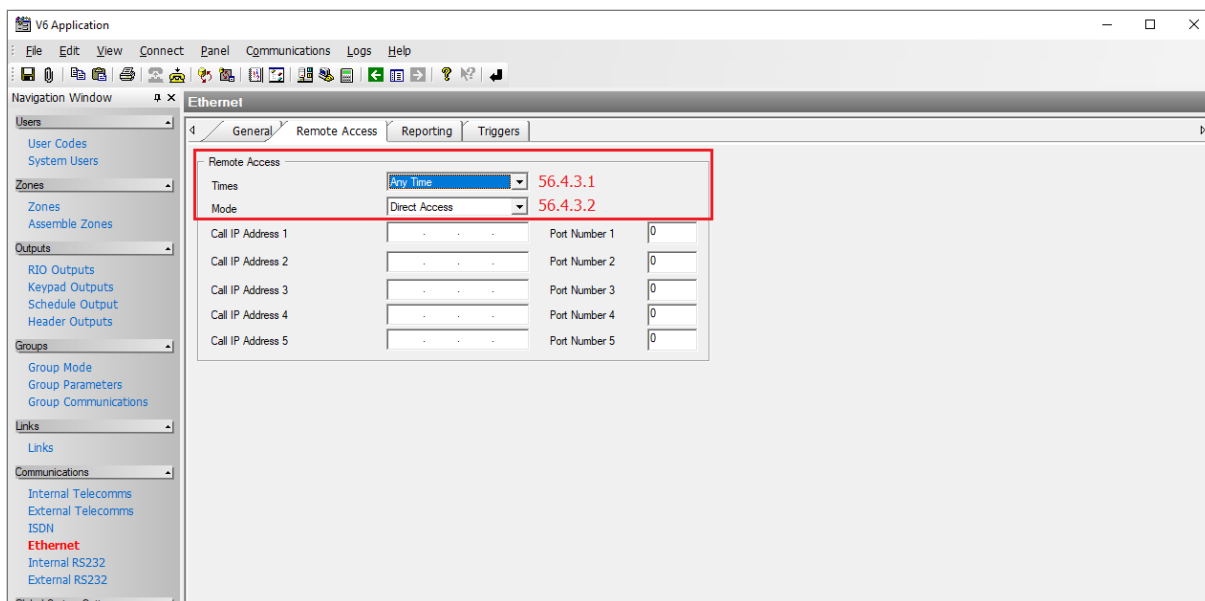 V6 Application
File Edit View Connect Panel Communications Logs Help
Navigation Window
Ethernet
Users
User Codes
System Users
Zones
Zones
Assemble Zones
Outputs
RIO Outputs
Keypad Outputs
Schedule Output
Header Outputs
Groups
Group Mode
Group Parameters
Group Communications
Links
Links
Communications
Internal Telecomms
External Telecomms
ISDN
Ethernet
Internal RS232
External RS232
General Remote Access Reporting Triggers
Remote Access
Times Any Time 56.4.3.1
Mode Direct Access 56.4.3.2
Call IP Address 1 . . . Port Number 1 0
Call IP Address 2 . . . Port Number 2 0
Call IP Address 3 . . . Port Number 3 0
Call IP Address 4 . . . Port Number 4 0
Call IP Address 5 . . . Port Number 5 0